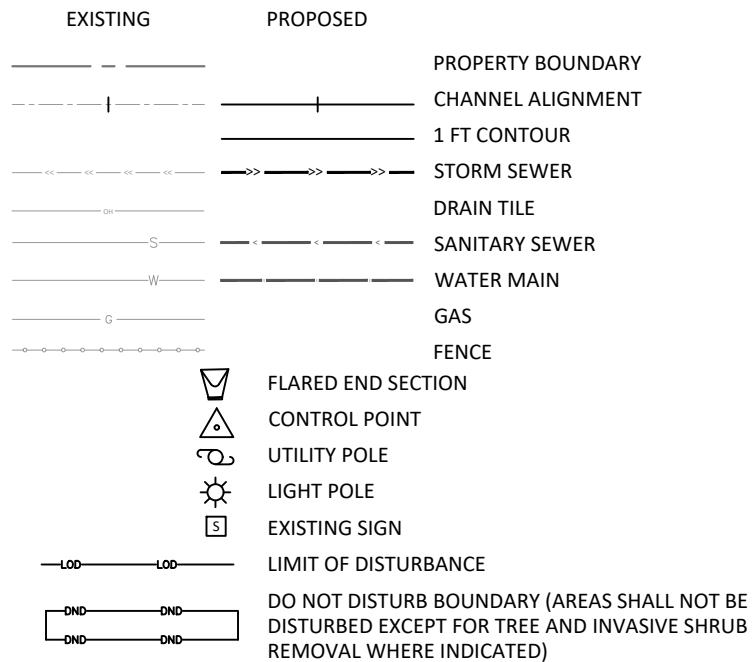 EXISTING PROPOSED
PROPERTY BOUNDARY
CHANNEL ALIGNMENT
1 FT CONTOUR
<< << << << >> >> >> STORM SEWER
OH DRAIN TILE
S < < < SANITARY SEWER
W WATER MAIN
G GAS
FENCE
FLARED END SECTION
CONTROL POINT
UTILITY POLE
LIGHT POLE
S EXISTING SIGN
LOD LOD LIMIT OF DISTURBANCE
DND DND DO NOT DISTURB BOUNDARY (AREAS SHALL NOT BE
DND DND DISTURBED EXCEPT FOR TREE AND INVASIVE SHRUB
REMOVAL WHERE INDICATED)